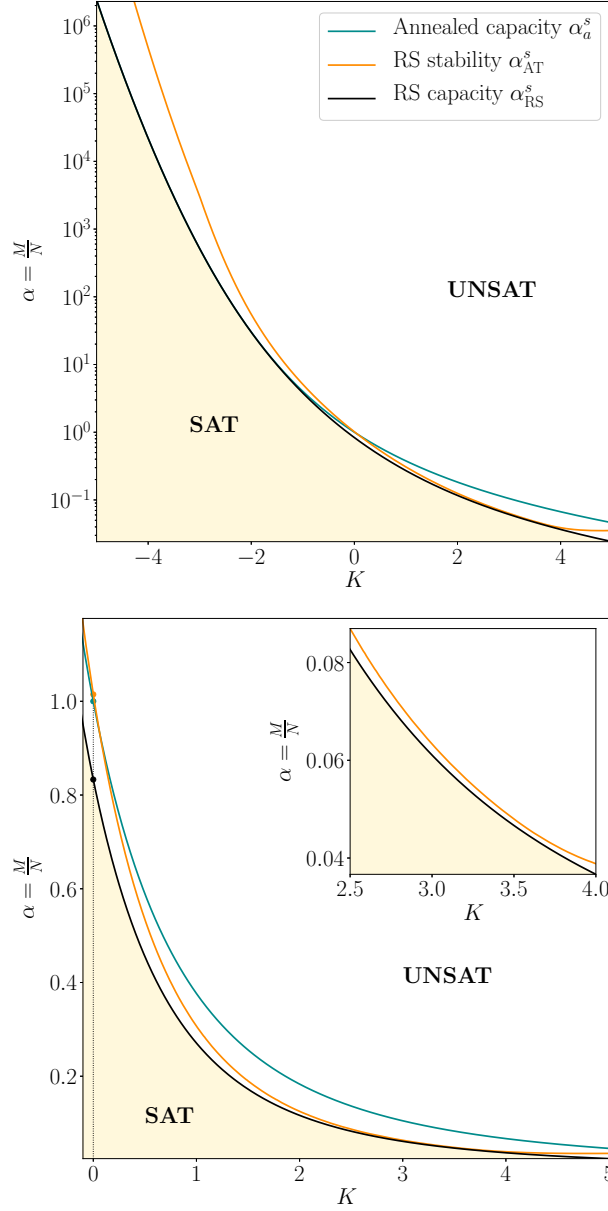 10^6
10^5
10^4
10^3
10^2
10^1
10^0
10^{-1}
α = M/N
Annealed capacity α_a^s
RS stability α_AT^s
RS capacity α_RS^s
UNSAT
SAT
−4 −2 0 2 4
K
1.0
0.8
0.6
0.4
0.2
α = M/N
0.08
0.06
0.04
α = M/N
2.5 3.0 3.5 4.0
K
UNSAT
SAT
0 1 2 3 4 5
K